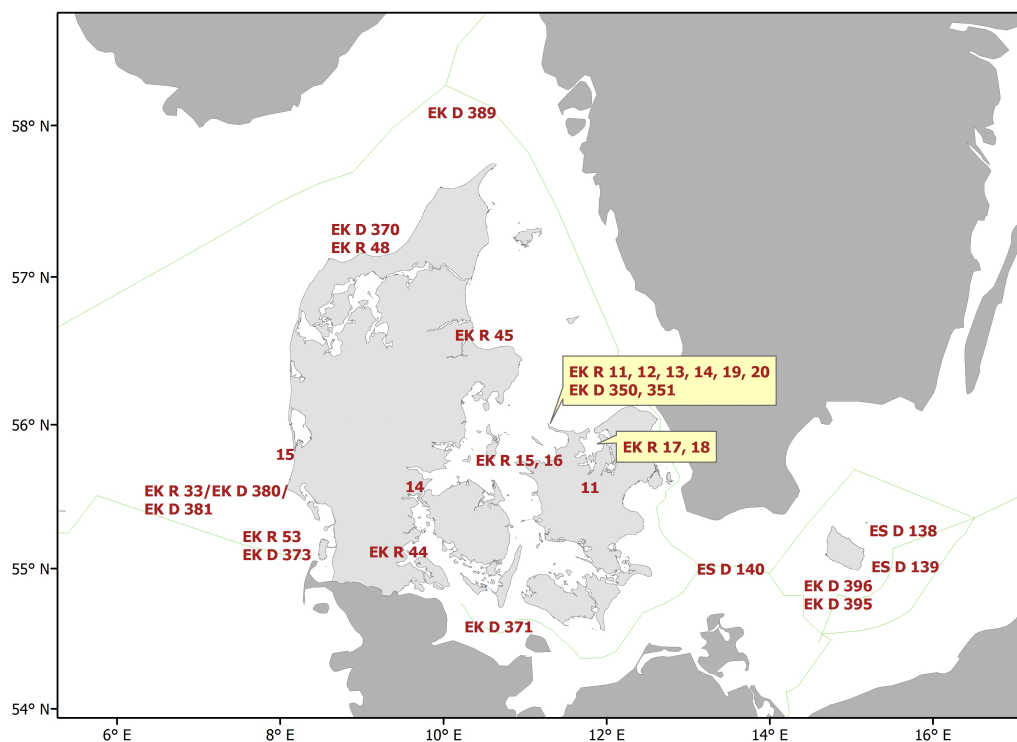 58° N
EK D 389
EK D 370
EK R 48
57° N
EK R 45
EK R 11, 12, 13, 14, 19, 20
EK D 350, 351
56° N
EK R 17, 18
15
EK R 15, 16
14
11
EK R 33/EK D 380/
EK D 381
EK R 53
EK D 373
EK R 44
ES D 138
ES D 139
55° N
ES D 140
EK D 396
EK D 395
EK D 371
54° N
6° E
8° E
10° E
12° E
14° E
16° E